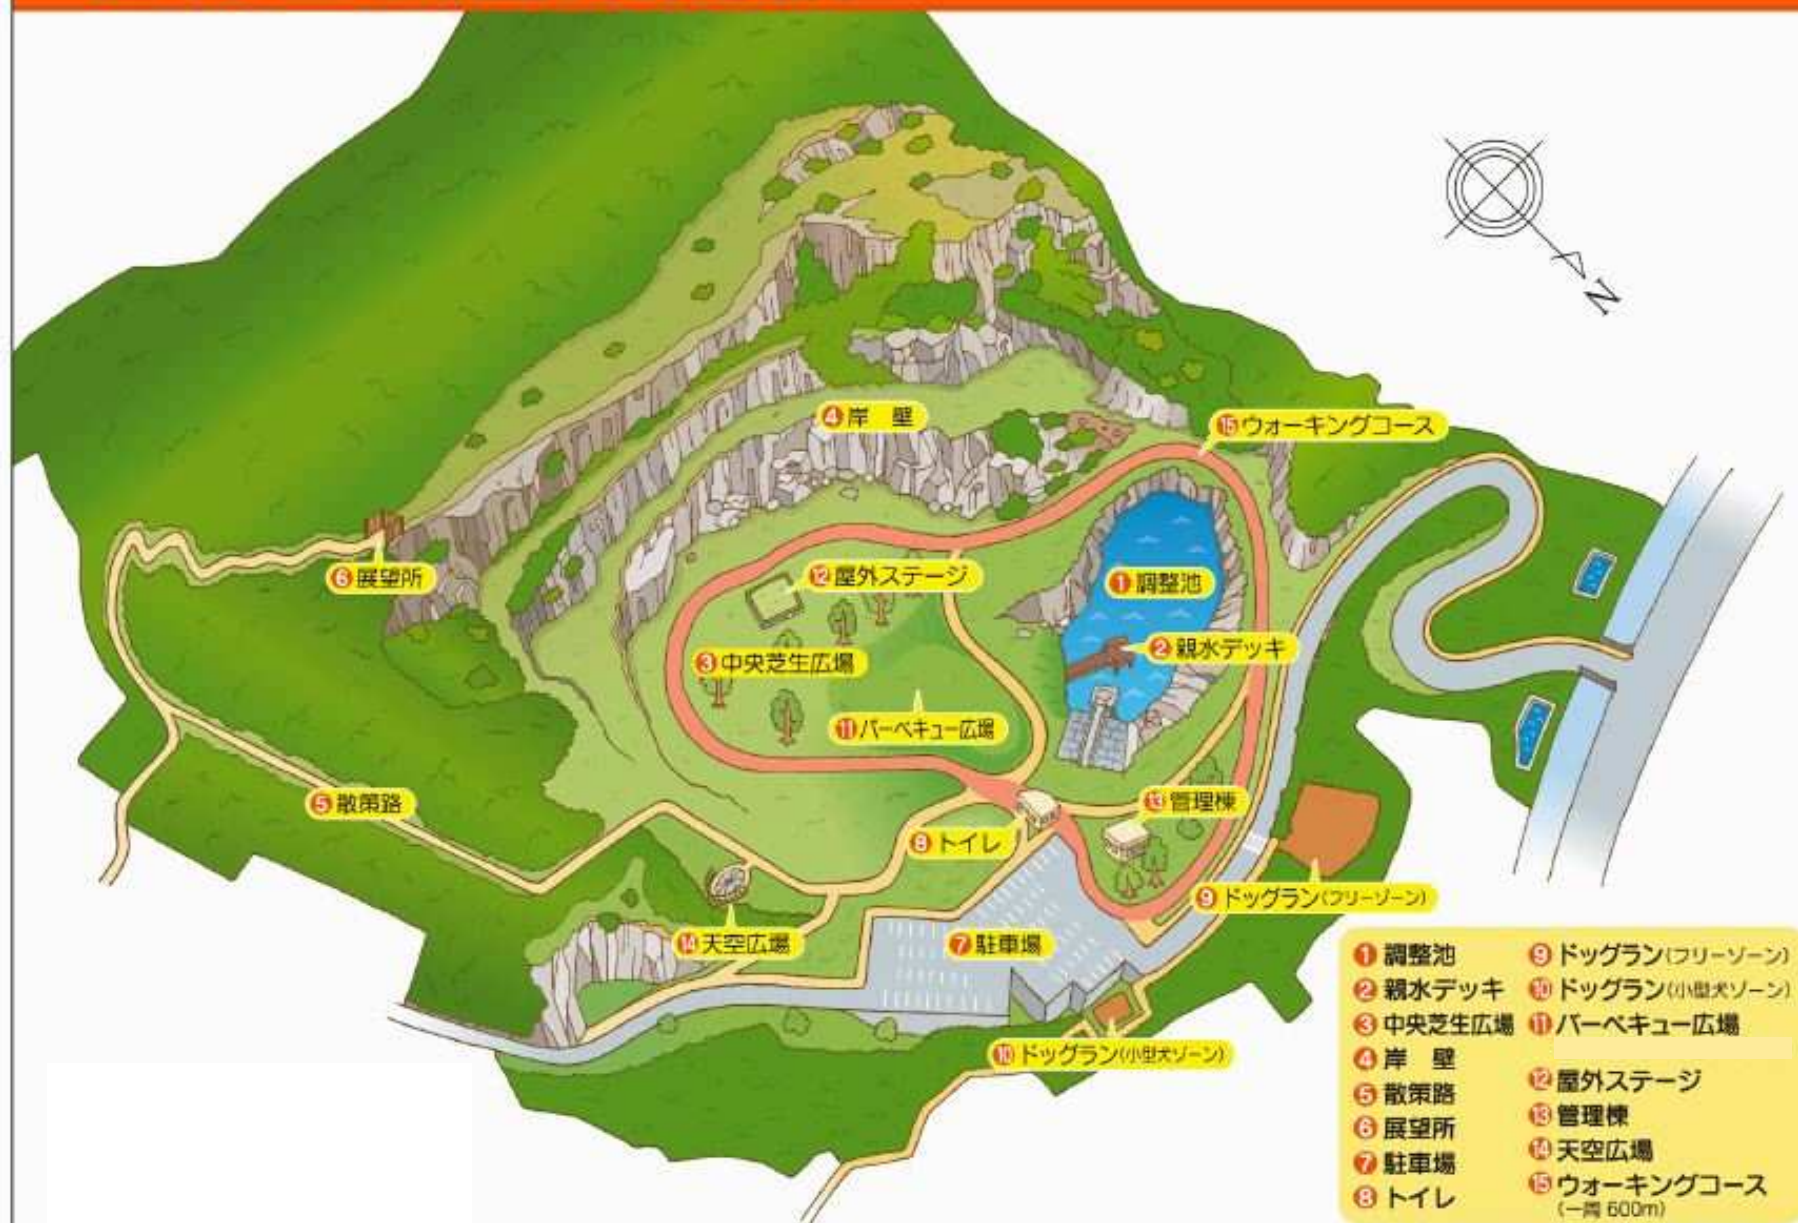 N
④岸　壁
⑮ウォーキングコース
⑥展望所
⑫屋外ステージ
①調整池
②親水デッキ
③中央芝生広場
⑪バーベキュー広場
⑤散策路
⑬管理棟
⑧トイレ
⑨ドッグラン(フリーゾーン)
⑭天空広場
⑦駐車場
⑩ドッグラン(小型犬ゾーン)
①調整池
②親水デッキ
③中央芝生広場
④岸　壁
⑤散策路
⑥展望所
⑦駐車場
⑧トイレ
⑨ドッグラン(フリーゾーン)
⑩ドッグラン(小型犬ゾーン)
⑪バーベキュー広場
⑫屋外ステージ
⑬管理棟
⑭天空広場
⑮ウォーキングコース
(一周 600m)